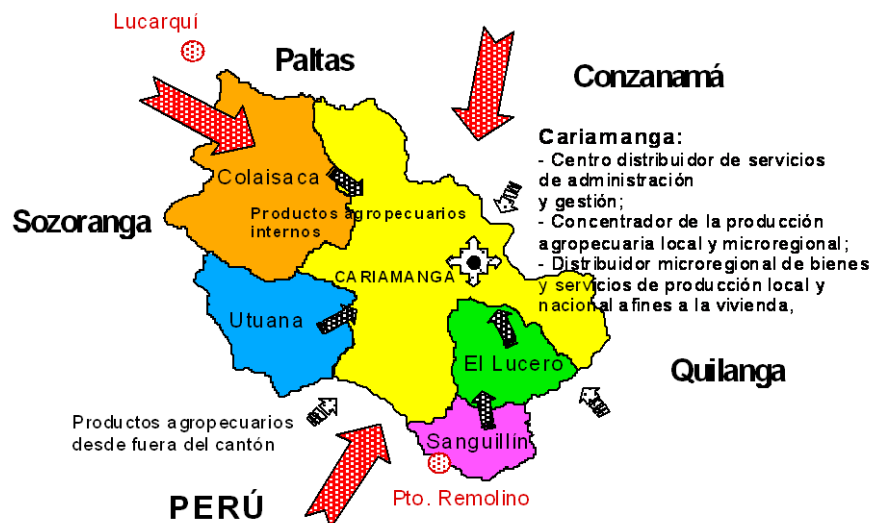 Lucarquí
Paltas
Conzanamá
Cariamanga:
- Centro distribuidor de servicios
de administración
y gestión;
- Concentrador de la producción
agropecuaria local y microregional;
- Distribuidor microregional de bienes
y servicios de producción local y
nacional afines a la vivienda,
Colaisaca
Sozoranga
Productos agropecuarios
internos
CARIAMANGA
Utuana
El Lucero
Quilanga
Productos agropecuarios
desde fuera del cantón
Sanguillín
Pto. Remolino
PERÚ